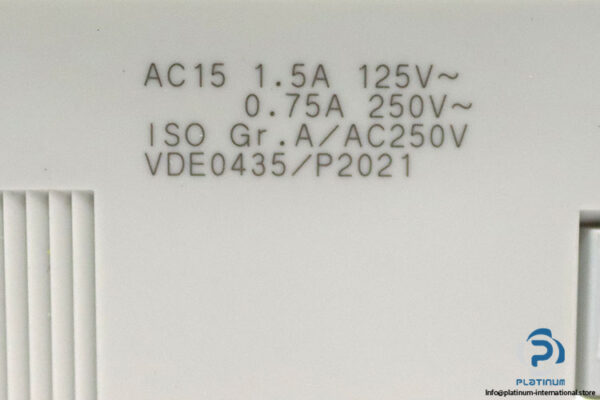 AC15 1.5A 125V~
0.75A 250V~
ISO Gr.A/AC250V
VDE0435/P2021
PLATINUM
Info@platinum-international.store